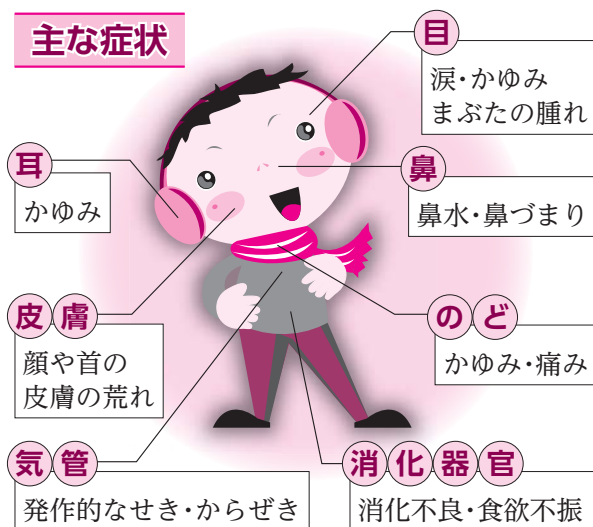 主な症状
目
涙・かゆみ
まぶたの腫れ
耳
かゆみ
鼻
鼻水・鼻づまり
皮膚
顔や首の
皮膚の荒れ
のど
かゆみ・痛み
気管
発作的なせき・からぜき
消化器官
消化不良・食欲不振